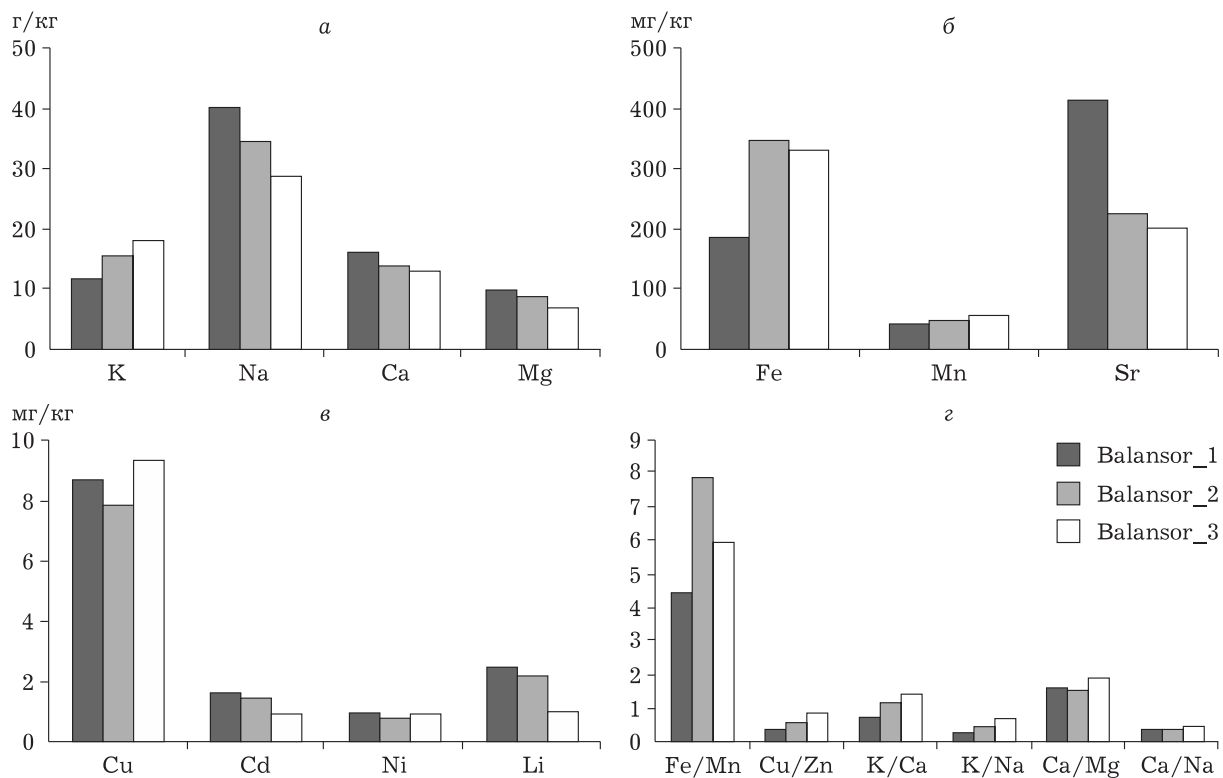 г/кг
а
50
40
30
20
10
0
K Na Ca Mg
мг/кг
б
500
400
300
200
100
0
Fe Mn Sr
мг/кг
в
10
8
6
4
2
0
Cu Cd Ni Li
г
9
8
7
6
5
4
3
2
1
0
Fe/Mn Cu/Zn K/Ca K/Na Ca/Mg Ca/Na
Balansor_1
Balansor_2
Balansor_3